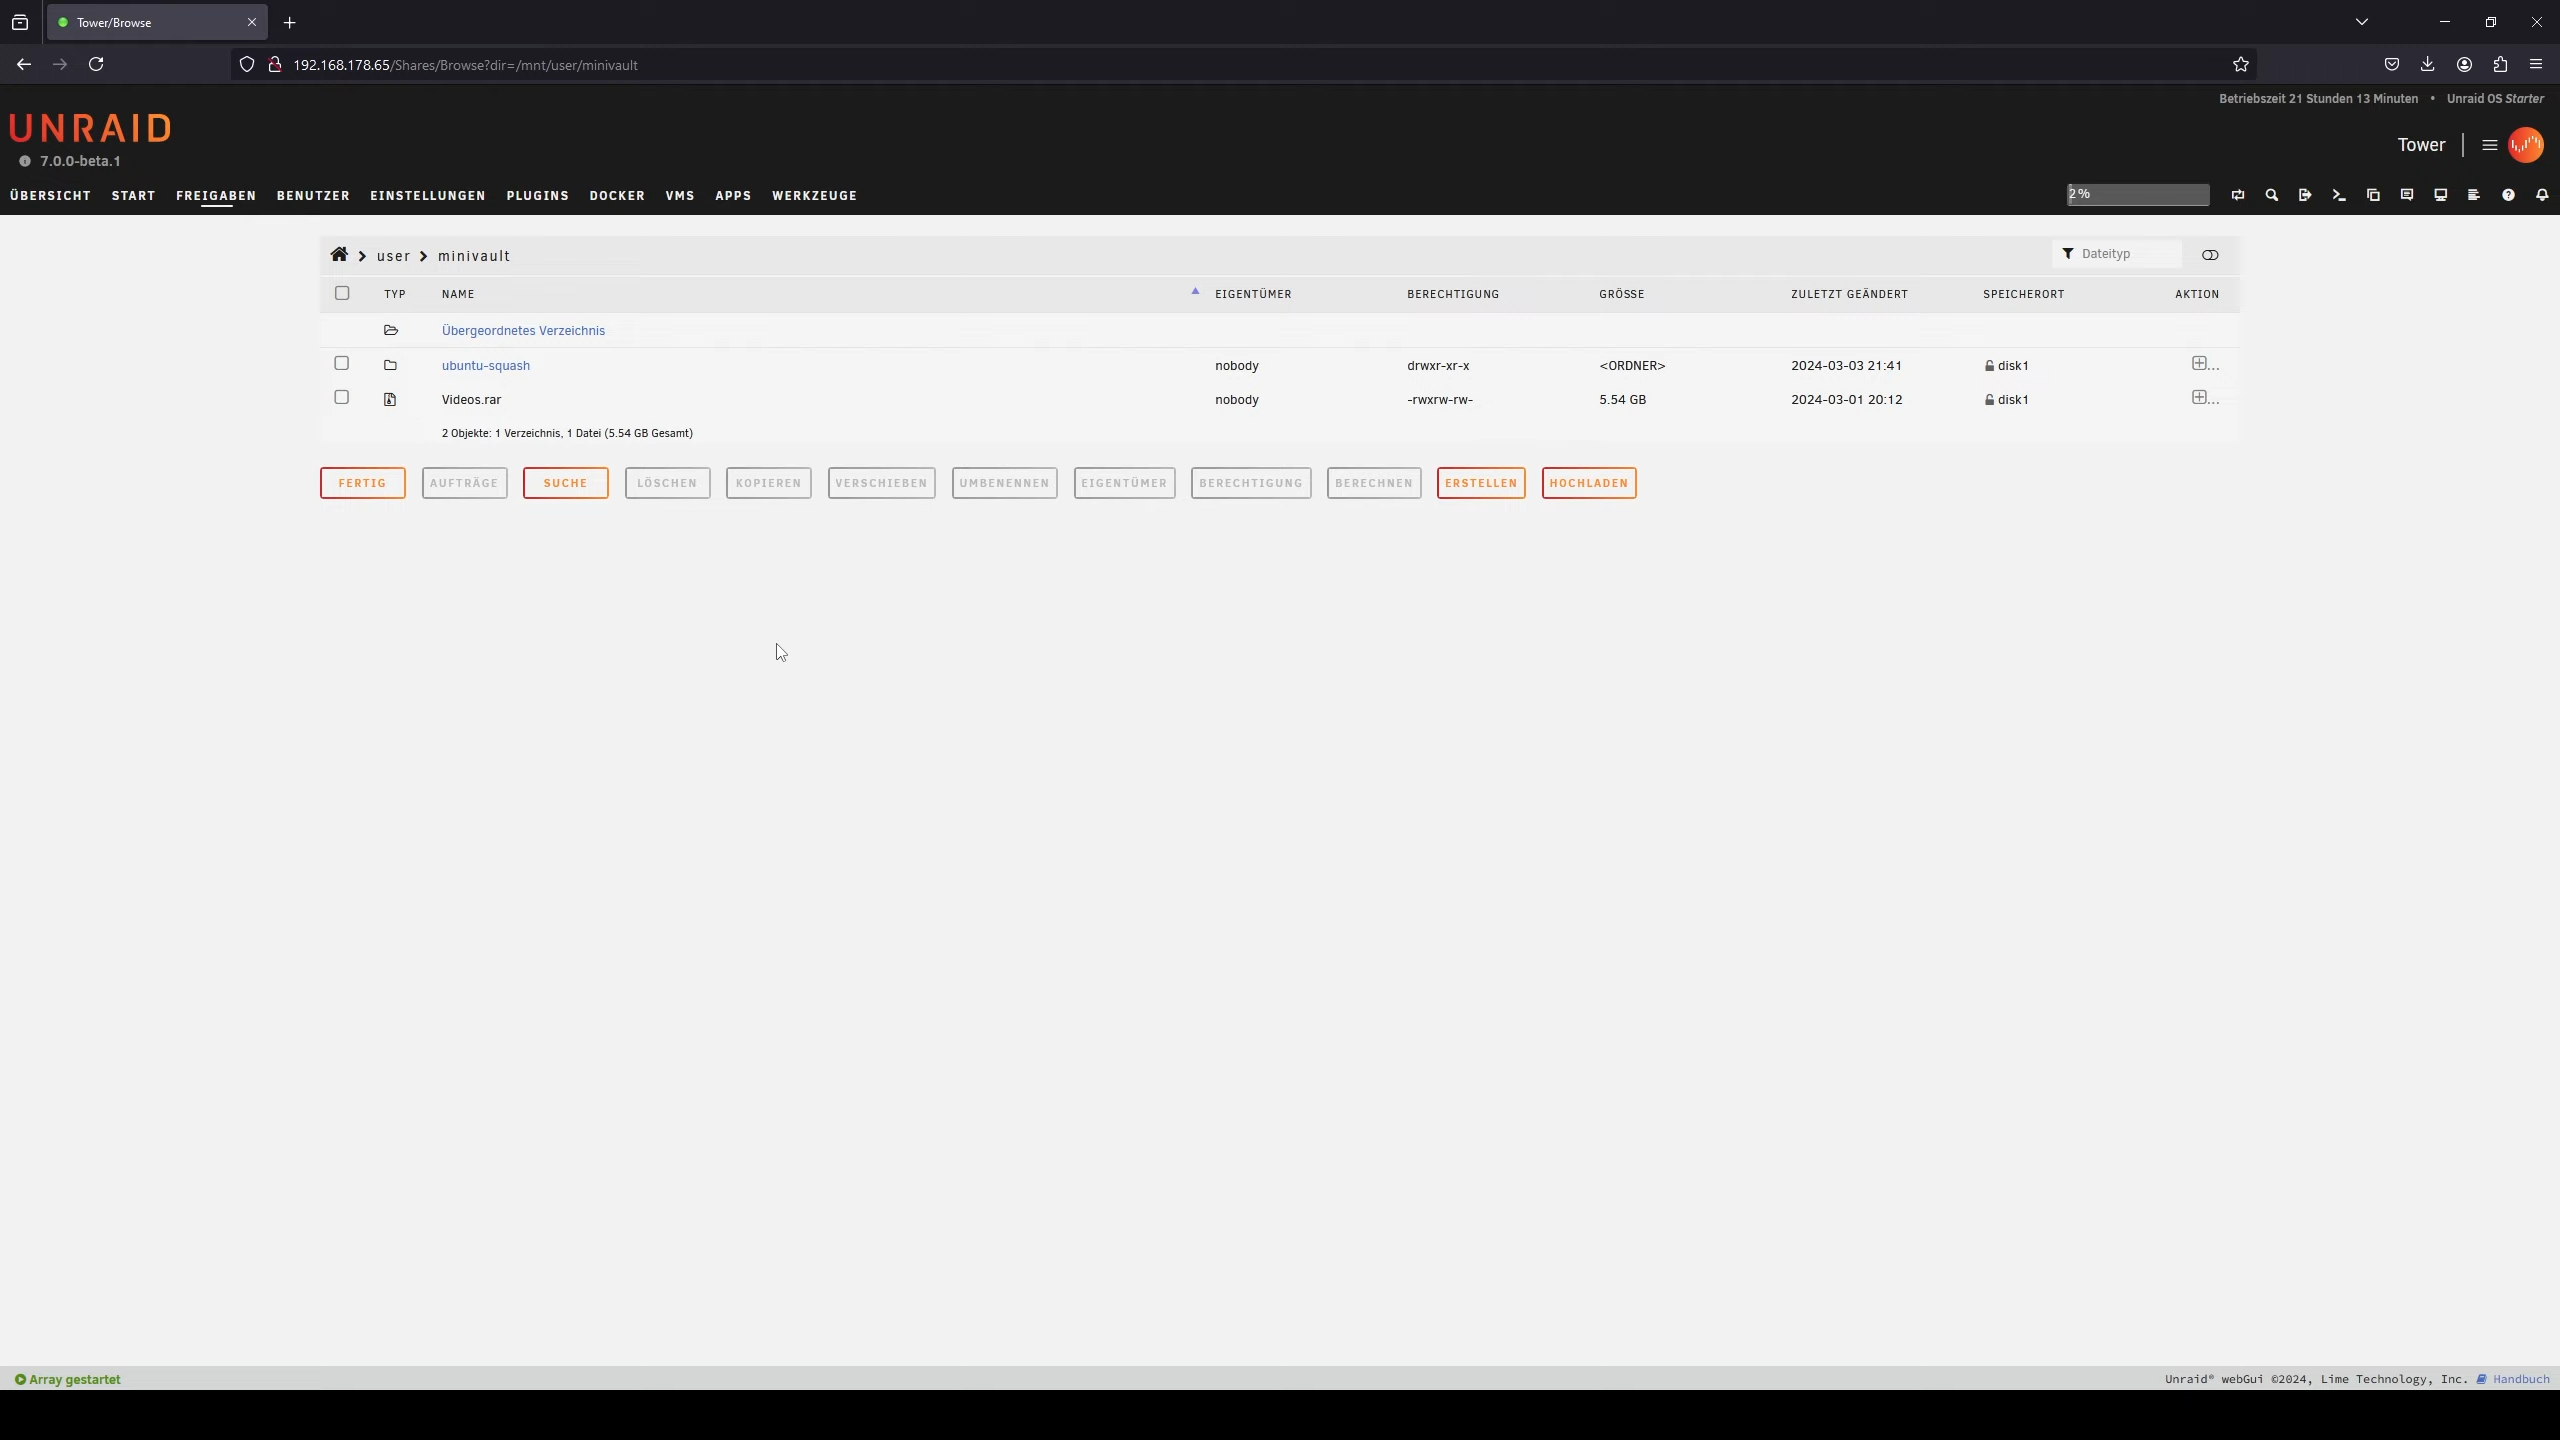 Tower/Browse
192.168.178.65/Shares/Browse?dir=/mnt/user/minivault
Betriebszeit 21 Stunden 13 Minuten • Unraid OS Starter
UNRAID
7.0.0-beta.1
Tower
ÜBERSICHT START FREIGABEN BENUTZER EINSTELLUNGEN PLUGINS DOCKER VMS APPS WERKZEUGE
2%
user minivault
Dateityp
TYP NAME EIGENTÜMER BERECHTIGUNG GRÖSSE ZULETZT GEÄNDERT SPEICHERORT AKTION
Übergeordnetes Verzeichnis
ubuntu-squash nobody drwxr-xr-x <ORDNER> 2024-03-03 21:41 disk1 ...
Videos.rar nobody -rwxrw-rw- 5.54 GB 2024-03-01 20:12 disk1 ...
2 Objekte: 1 Verzeichnis, 1 Datei (5.54 GB Gesamt)
FERTIG AUFTRÄGE SUCHE LÖSCHEN KOPIEREN VERSCHIEBEN UMBENENNEN EIGENTÜMER BERECHTIGUNG BERECHNEN ERSTELLEN HOCHLADEN
Array gestartet
Unraid® webGui ©2024, Lime Technology, Inc. Handbuch